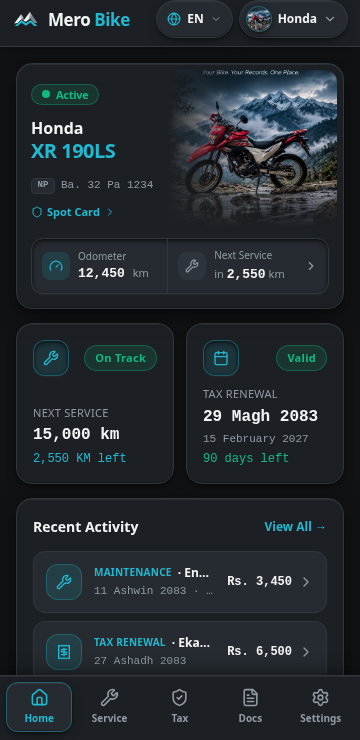 Mero Bike
EN
Honda
Your Bike. Your Records. One Place.
Active
Honda
XR 190LS
NP Ba. 32 Pa 1234
Spot Card
Odometer
12,450 km
Next Service
in 2,550 km
On Track
NEXT SERVICE
15,000 km
2,550 KM left
Valid
TAX RENEWAL
29 Magh 2083
15 February 2027
90 days left
Recent Activity
View All →
MAINTENANCE · En...
11 Ashwin 2083 · …
Rs. 3,450
TAX RENEWAL · Eka...
27 Ashadh 2083
Rs. 6,500
Home
Service
Tax
Docs
Settings